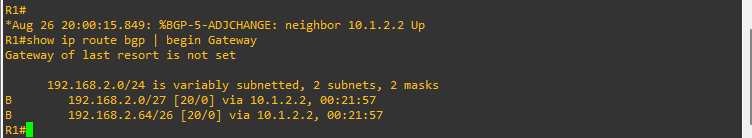 R1#
*Aug 26 20:00:15.849: %BGP-5-ADJCHANGE: neighbor 10.1.2.2 Up
R1#show ip route bgp | begin Gateway
Gateway of last resort is not set
192.168.2.0/24 is variably subnetted, 2 subnets, 2 masks
B 192.168.2.0/27 [20/0] via 10.1.2.2, 00:21:57
B 192.168.2.64/26 [20/0] via 10.1.2.2, 00:21:57
R1#